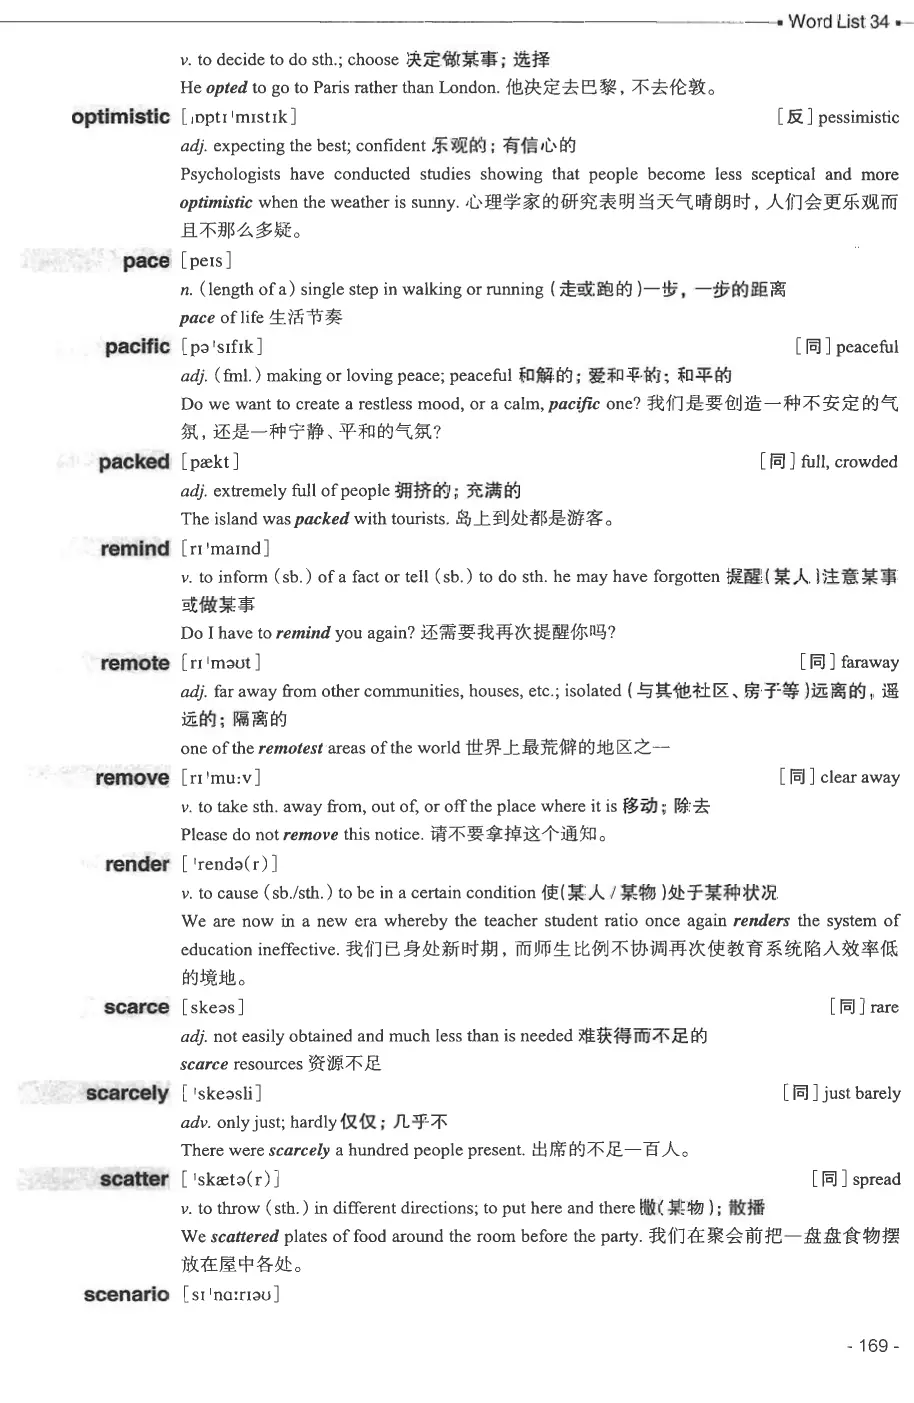 Word List 34
v. to decide to do sth.; choose 决定做某事；选择
He opted to go to Paris rather than London. 他决定去巴黎，不去伦敦。
optimistic [ˌɒptɪˈmɪstɪk] [反] pessimistic
adj. expecting the best; confident 乐观的；有信心的
Psychologists have conducted studies showing that people become less sceptical and more
optimistic when the weather is sunny. 心理学家的研究表明当天气晴朗时，人们会更乐观而
且不那么多疑。
pace [peɪs]
n. (length of a) single step in walking or running (走或跑的)一步，一步的距离
pace of life 生活节奏
pacific [pəˈsɪfɪk] [同] peaceful
adj. (fml.) making or loving peace; peaceful 和解的；爱和平的；和平的
Do we want to create a restless mood, or a calm, pacific one? 我们是要创造一种不安定的气
氛，还是一种宁静、平和的气氛?
packed [pækt] [同] full, crowded
adj. extremely full of people 拥挤的；充满的
The island was packed with tourists. 岛上到处都是游客。
remind [rɪˈmaɪnd]
v. to inform (sb.) of a fact or tell (sb.) to do sth. he may have forgotten 提醒(某人)注意某事
或做某事
Do I have to remind you again? 还需要我再次提醒你吗?
remote [rɪˈməʊt] [同] faraway
adj. far away from other communities, houses, etc.; isolated (与其他社区、房子等)远离的，遥
远的；隔离的
one of the remotest areas of the world 世界上最荒僻的地区之一
remove [rɪˈmuːv] [同] clear away
v. to take sth. away from, out of, or off the place where it is 移动；除去
Please do not remove this notice. 请不要拿掉这个通知。
render [ˈrendə(r)]
v. to cause (sb./sth.) to be in a certain condition 使(某人/某物)处于某种状况
We are now in a new era whereby the teacher student ratio once again renders the system of
education ineffective. 我们已身处新时期，而师生比例不协调再次使教育系统陷入效率低
的境地。
scarce [skeəs] [同] rare
adj. not easily obtained and much less than is needed 难获得而不足的
scarce resources 资源不足
scarcely [ˈskeəsli] [同] just barely
adv. only just; hardly 仅仅；几乎不
There were scarcely a hundred people present. 出席的不足一百人。
scatter [ˈskætə(r)] [同] spread
v. to throw (sth.) in different directions; to put here and there 撒(某物)；散播
We scattered plates of food around the room before the party. 我们在聚会前把一盘盘食物摆
放在屋中各处。
scenario [sɪˈnɑːrɪəʊ]
- 169 -